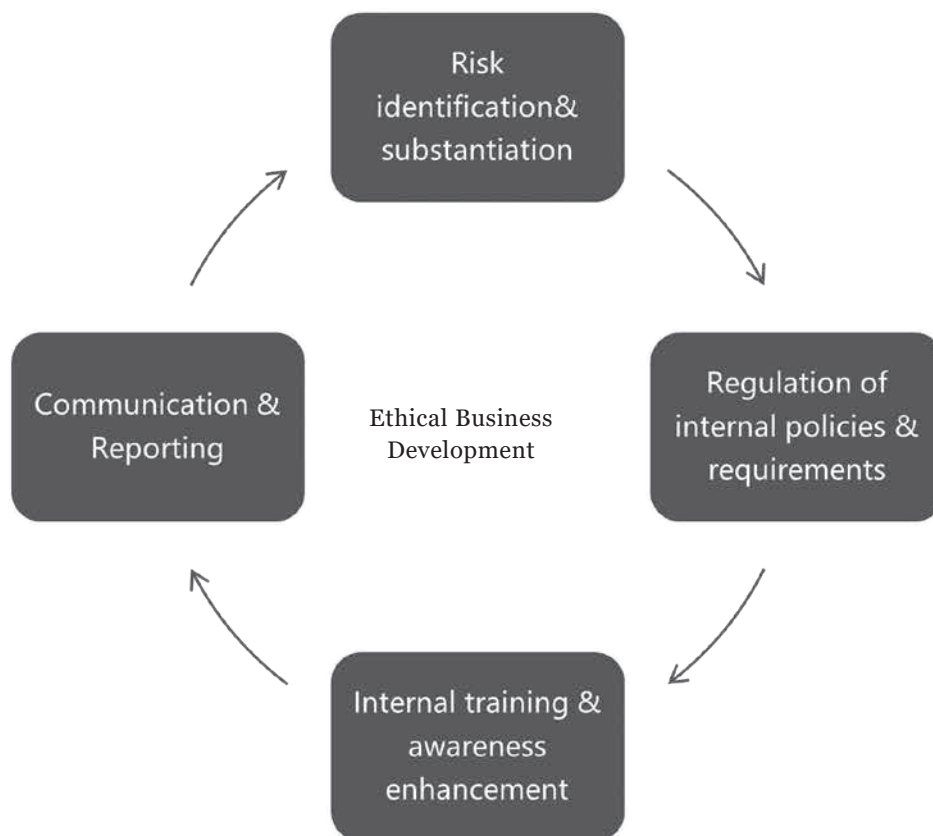 Risk
identification&
substantiation
Regulation of
internal policies &
requirements
Internal training &
awareness
enhancement
Communication &
Reporting
Ethical Business
Development